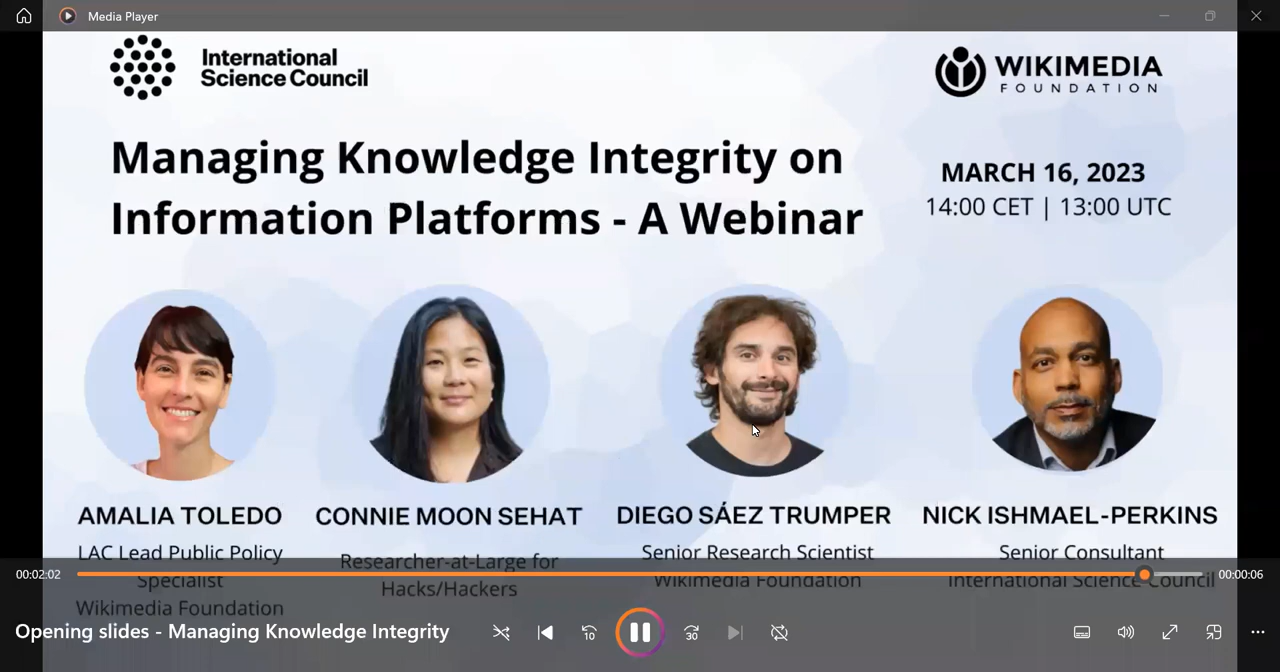 Media Player
International
Science Council
WIKIMEDIA
FOUNDATION
Managing Knowledge Integrity on
Information Platforms - A Webinar
MARCH 16, 2023
14:00 CET | 13:00 UTC
AMALIA TOLEDO
LAC Lead Public Policy
Specialist
Wikimedia Foundation
CONNIE MOON SEHAT
Researcher-at-Large for
Hacks/Hackers
DIEGO SÁEZ TRUMPER
Senior Research Scientist
Wikimedia Foundation
NICK ISHMAEL-PERKINS
Senior Consultant
International Science Council
00:02:02
00:00:06
Opening slides - Managing Knowledge Integrity
10
30